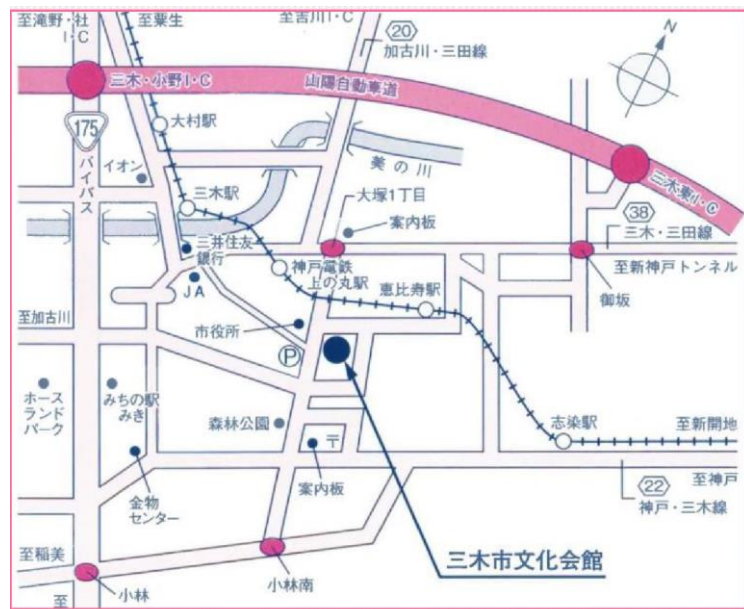 至滝野・社
I・C
至粟生
至吉川I・C
20
加古川・三田線
N
三木・小野I・C
山陽自動車道
175
バイパス
大村駅
美の川
イオン
三木駅
大塚1丁目
案内板
三木東I・C
38
三木・三田線
三井住友
銀行
神戸電鉄
上の丸駅
恵比寿駅
至新神戸トンネル
御坂
JA
至加古川
市役所
P
ホース
ランド
パーク
みちの駅
みき
森林公園
〒
志染駅
至新開地
金物
センター
案内板
至神戸
22
神戸・三木線
至稲美
小林
小林南
三木市文化会館
至